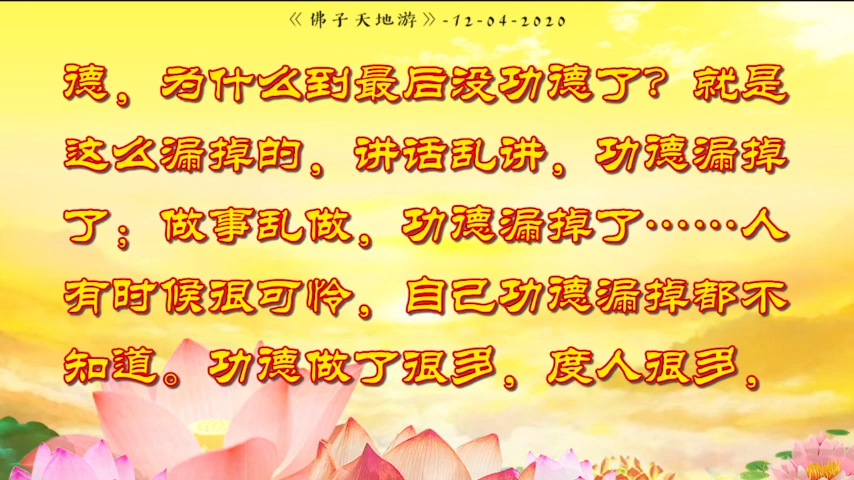 《佛子天地游》-12-04-2020
德，为什么到最后没功德了？就是
这么漏掉的，讲话乱讲，功德漏掉
了；做事乱做，功德漏掉了……人
有时候很可怜，自己功德漏掉都不
知道。功德做了很多，度人很多，